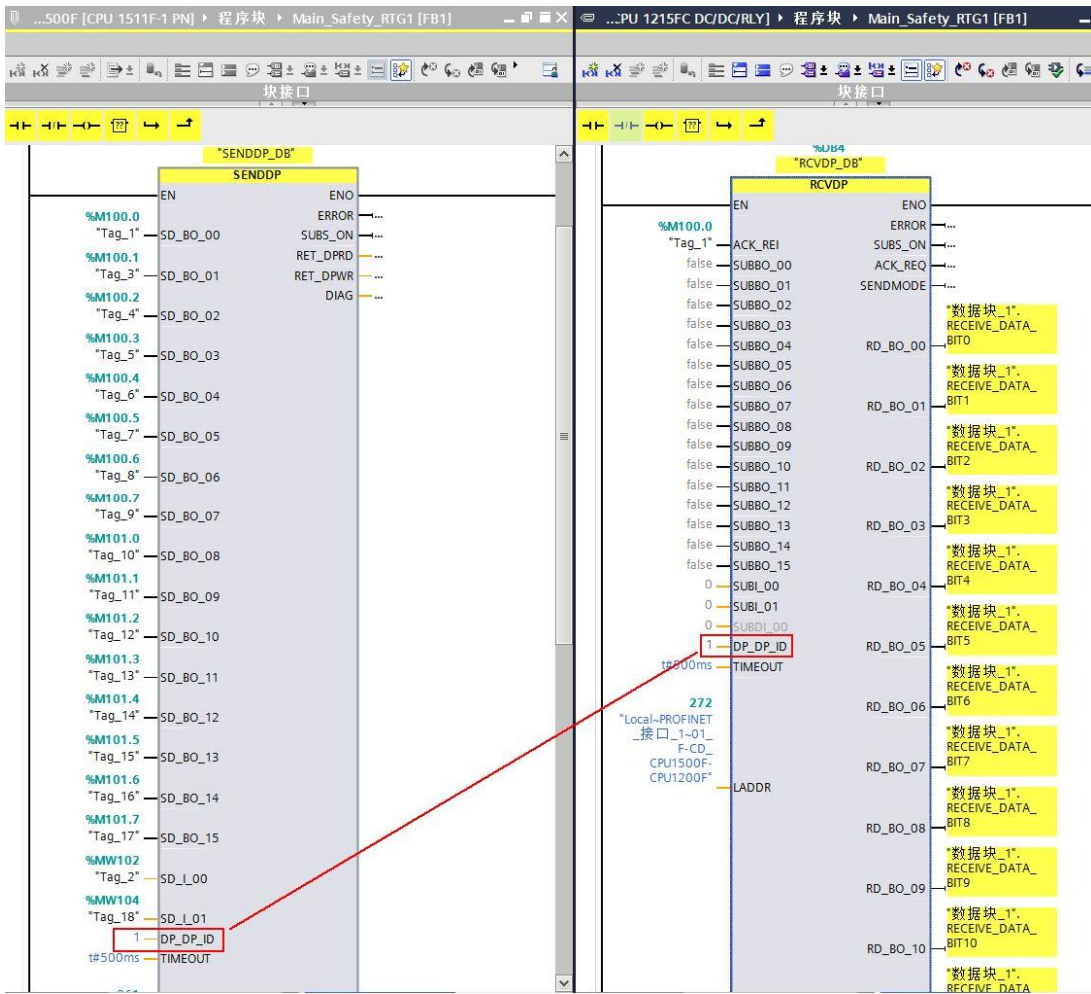 ...500F [CPU 1511F-1 PN] ▸ 程序块 ▸ Main_Safety_RTG1 [FB1]
块接口
"SENDDP_DB"
SENDDP
EN
ENO
%M100.0
ERROR
...
"Tag_1"
SD_BO_00
SUBS_ON
...
%M100.1
RET_DPRD
...
"Tag_3"
SD_BO_01
RET_DPWR
...
%M100.2
DIAG
...
"Tag_4"
SD_BO_02
%M100.3
"Tag_5"
SD_BO_03
%M100.4
"Tag_6"
SD_BO_04
%M100.5
"Tag_7"
SD_BO_05
%M100.6
"Tag_8"
SD_BO_06
%M100.7
"Tag_9"
SD_BO_07
%M101.0
"Tag_10"
SD_BO_08
%M101.1
"Tag_11"
SD_BO_09
%M101.2
"Tag_12"
SD_BO_10
%M101.3
"Tag_13"
SD_BO_11
%M101.4
"Tag_14"
SD_BO_12
%M101.5
"Tag_15"
SD_BO_13
%M101.6
"Tag_16"
SD_BO_14
%M101.7
"Tag_17"
SD_BO_15
%MW102
"Tag_2"
SD_I_00
%MW104
"Tag_18"
SD_I_01
1
DP_DP_ID
t#500ms
TIMEOUT
...PU 1215FC DC/DC/RLY] ▸ 程序块 ▸ Main_Safety_RTG1 [FB1]
块接口
%DB4
"RCVDP_DB"
RCVDP
EN
ENO
%M100.0
ERROR
...
"Tag_1"
ACK_REI
SUBS_ON
...
false
SUBBO_00
ACK_REQ
...
false
SUBBO_01
SENDMODE
...
false
SUBBO_02
false
SUBBO_03
false
SUBBO_04
RD_BO_00
"数据块_1".
RECEIVE_DATA_
BIT0
false
SUBBO_05
false
SUBBO_06
false
SUBBO_07
RD_BO_01
"数据块_1".
RECEIVE_DATA_
BIT1
false
SUBBO_08
false
SUBBO_09
false
SUBBO_10
RD_BO_02
"数据块_1".
RECEIVE_DATA_
BIT2
false
SUBBO_11
false
SUBBO_12
false
SUBBO_13
RD_BO_03
"数据块_1".
RECEIVE_DATA_
BIT3
false
SUBBO_14
false
SUBBO_15
0
SUBI_00
RD_BO_04
"数据块_1".
RECEIVE_DATA_
BIT4
0
SUBI_01
0
SUBDI_00
1
DP_DP_ID
RD_BO_05
"数据块_1".
RECEIVE_DATA_
BIT5
t#500ms
TIMEOUT
272
"Local~PROFINET
_接口_1~01_
F-CD_
CPU1500F-
CPU1200F"
LADDR
RD_BO_06
"数据块_1".
RECEIVE_DATA_
BIT6
RD_BO_07
"数据块_1".
RECEIVE_DATA_
BIT7
RD_BO_08
"数据块_1".
RECEIVE_DATA_
BIT8
RD_BO_09
"数据块_1".
RECEIVE_DATA_
BIT9
RD_BO_10
"数据块_1".
RECEIVE_DATA_
BIT10
"数据块_1".
RECEIVE_DATA